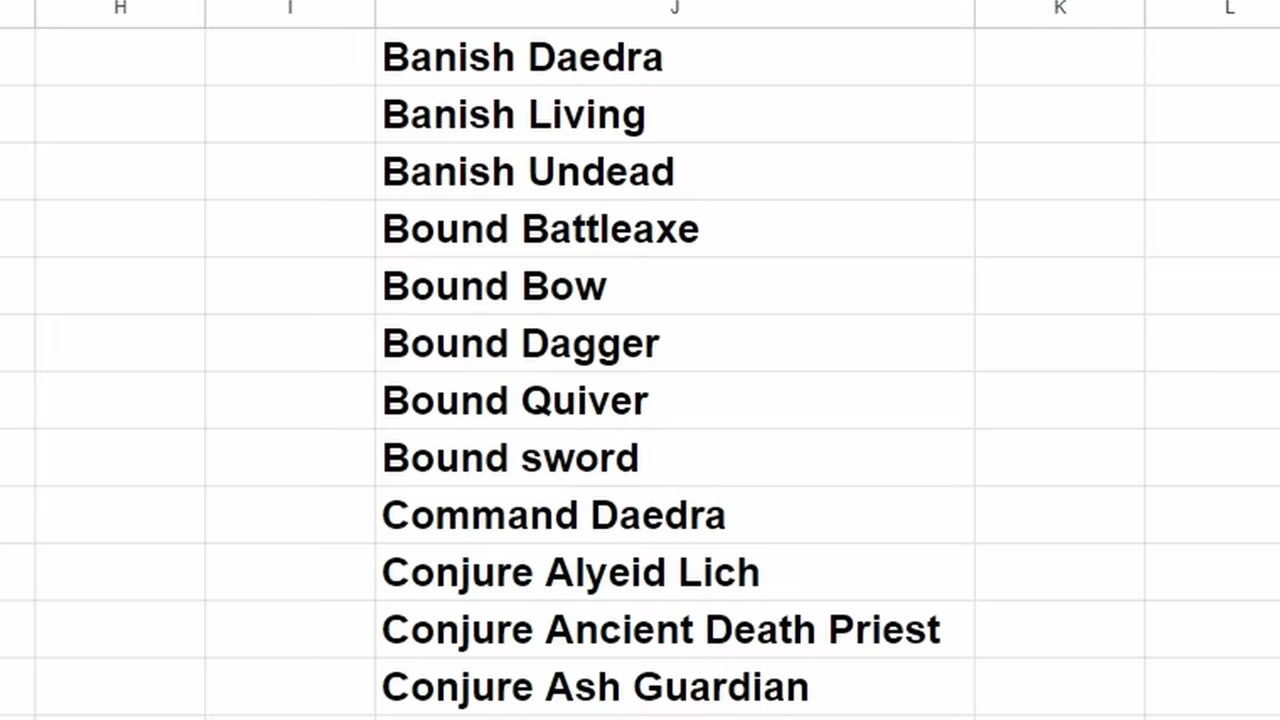 H I J K L
Banish Daedra
Banish Living
Banish Undead
Bound Battleaxe
Bound Bow
Bound Dagger
Bound Quiver
Bound sword
Command Daedra
Conjure Alyeid Lich
Conjure Ancient Death Priest
Conjure Ash Guardian